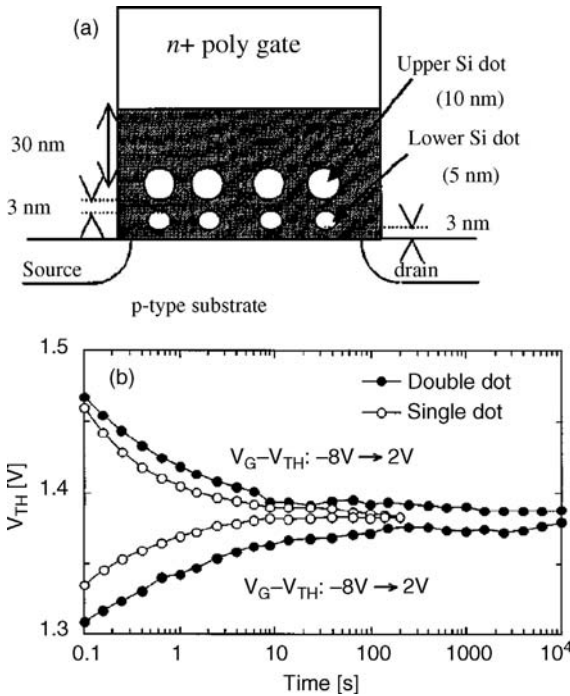 (a)
n+ poly gate
Upper Si dot
(10 nm)
30 nm
Lower Si dot
(5 nm)
3 nm
3 nm
Source
drain
p-type substrate
(b)
Double dot
Single dot
V_G–V_TH: –8V → 2V
V_G–V_TH: –8V → 2V
V_TH [V]
1.5
1.4
1.3
0.1
1
10
100
1000
10^4
Time [s]